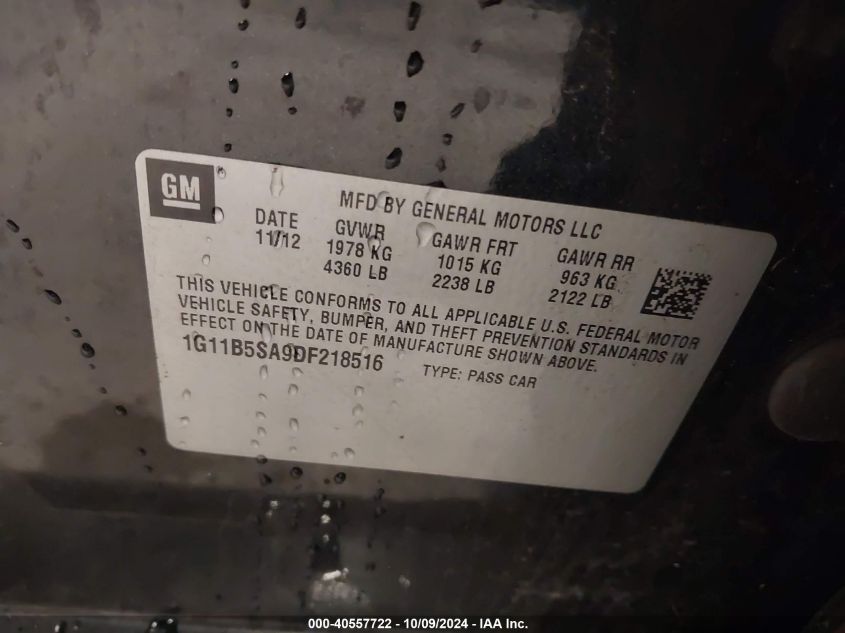 GM
MFD BY GENERAL MOTORS LLC
DATE GVWR GAWR FRT GAWR RR
11/12 1978 KG 1015 KG 963 KG
4360 LB 2238 LB 2122 LB
THIS VEHICLE CONFORMS TO ALL APPLICABLE U.S. FEDERAL MOTOR
VEHICLE SAFETY, BUMPER, AND THEFT PREVENTION STANDARDS IN
EFFECT ON THE DATE OF MANUFACTURE SHOWN ABOVE.
1G11B5SA9DF218516 TYPE: PASS CAR
000-40557722 - 10/09/2024 - IAA Inc.